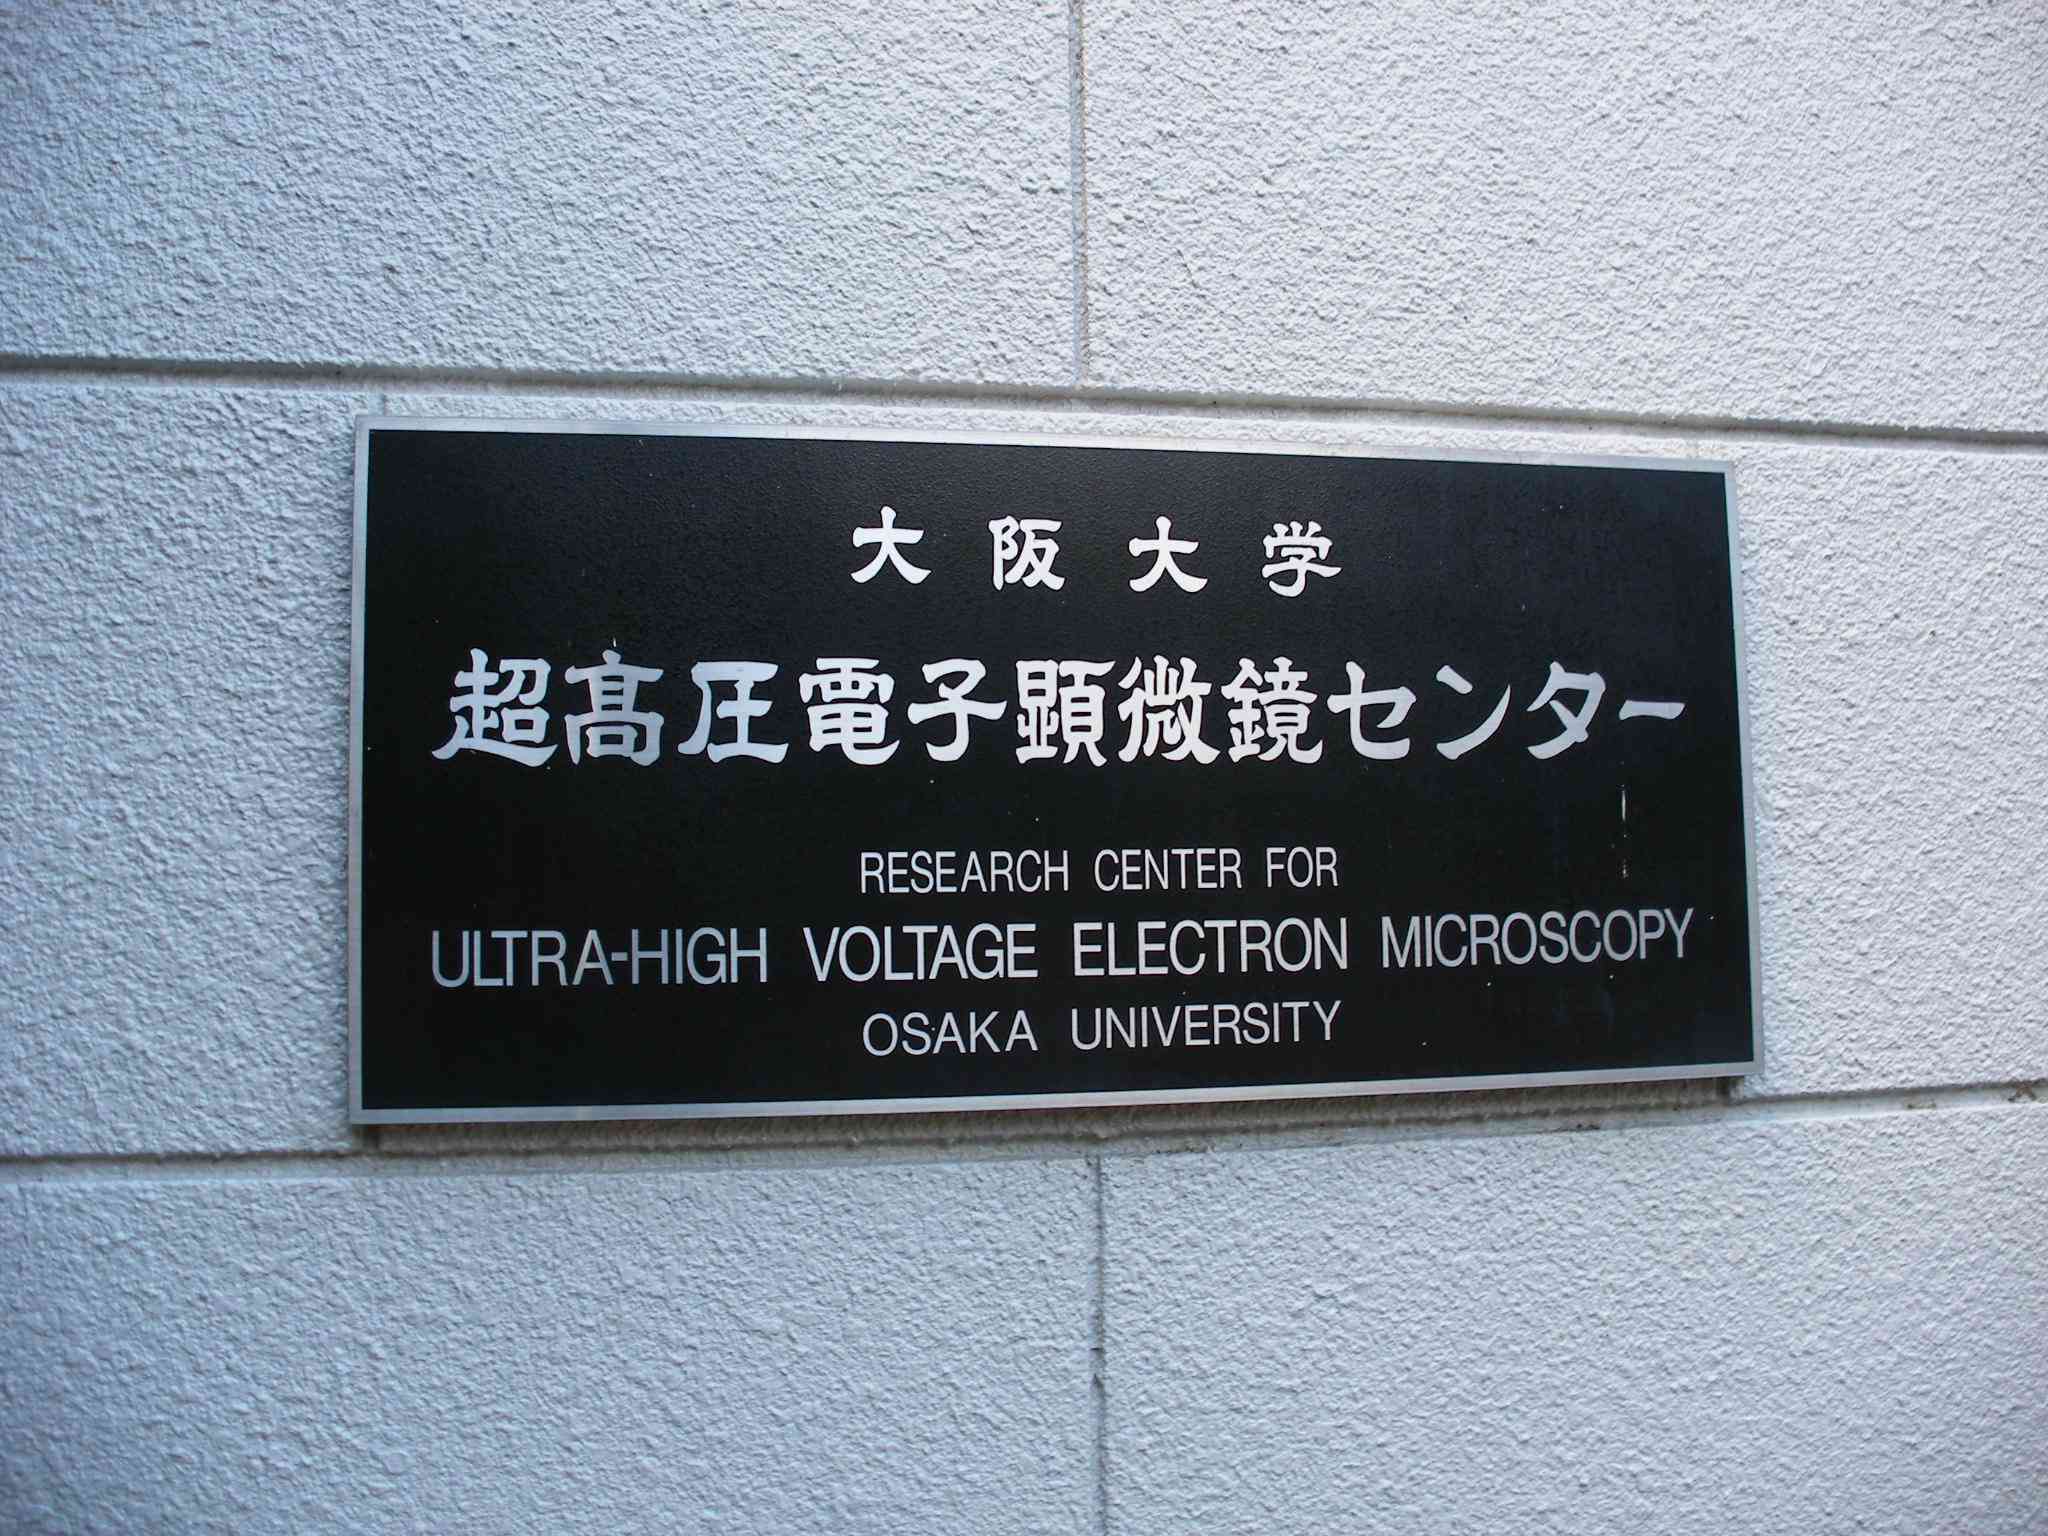 大阪大学
超高圧電子顕微鏡センター
RESEARCH CENTER FOR
ULTRA-HIGH VOLTAGE ELECTRON MICROSCOPY
OSAKA UNIVERSITY